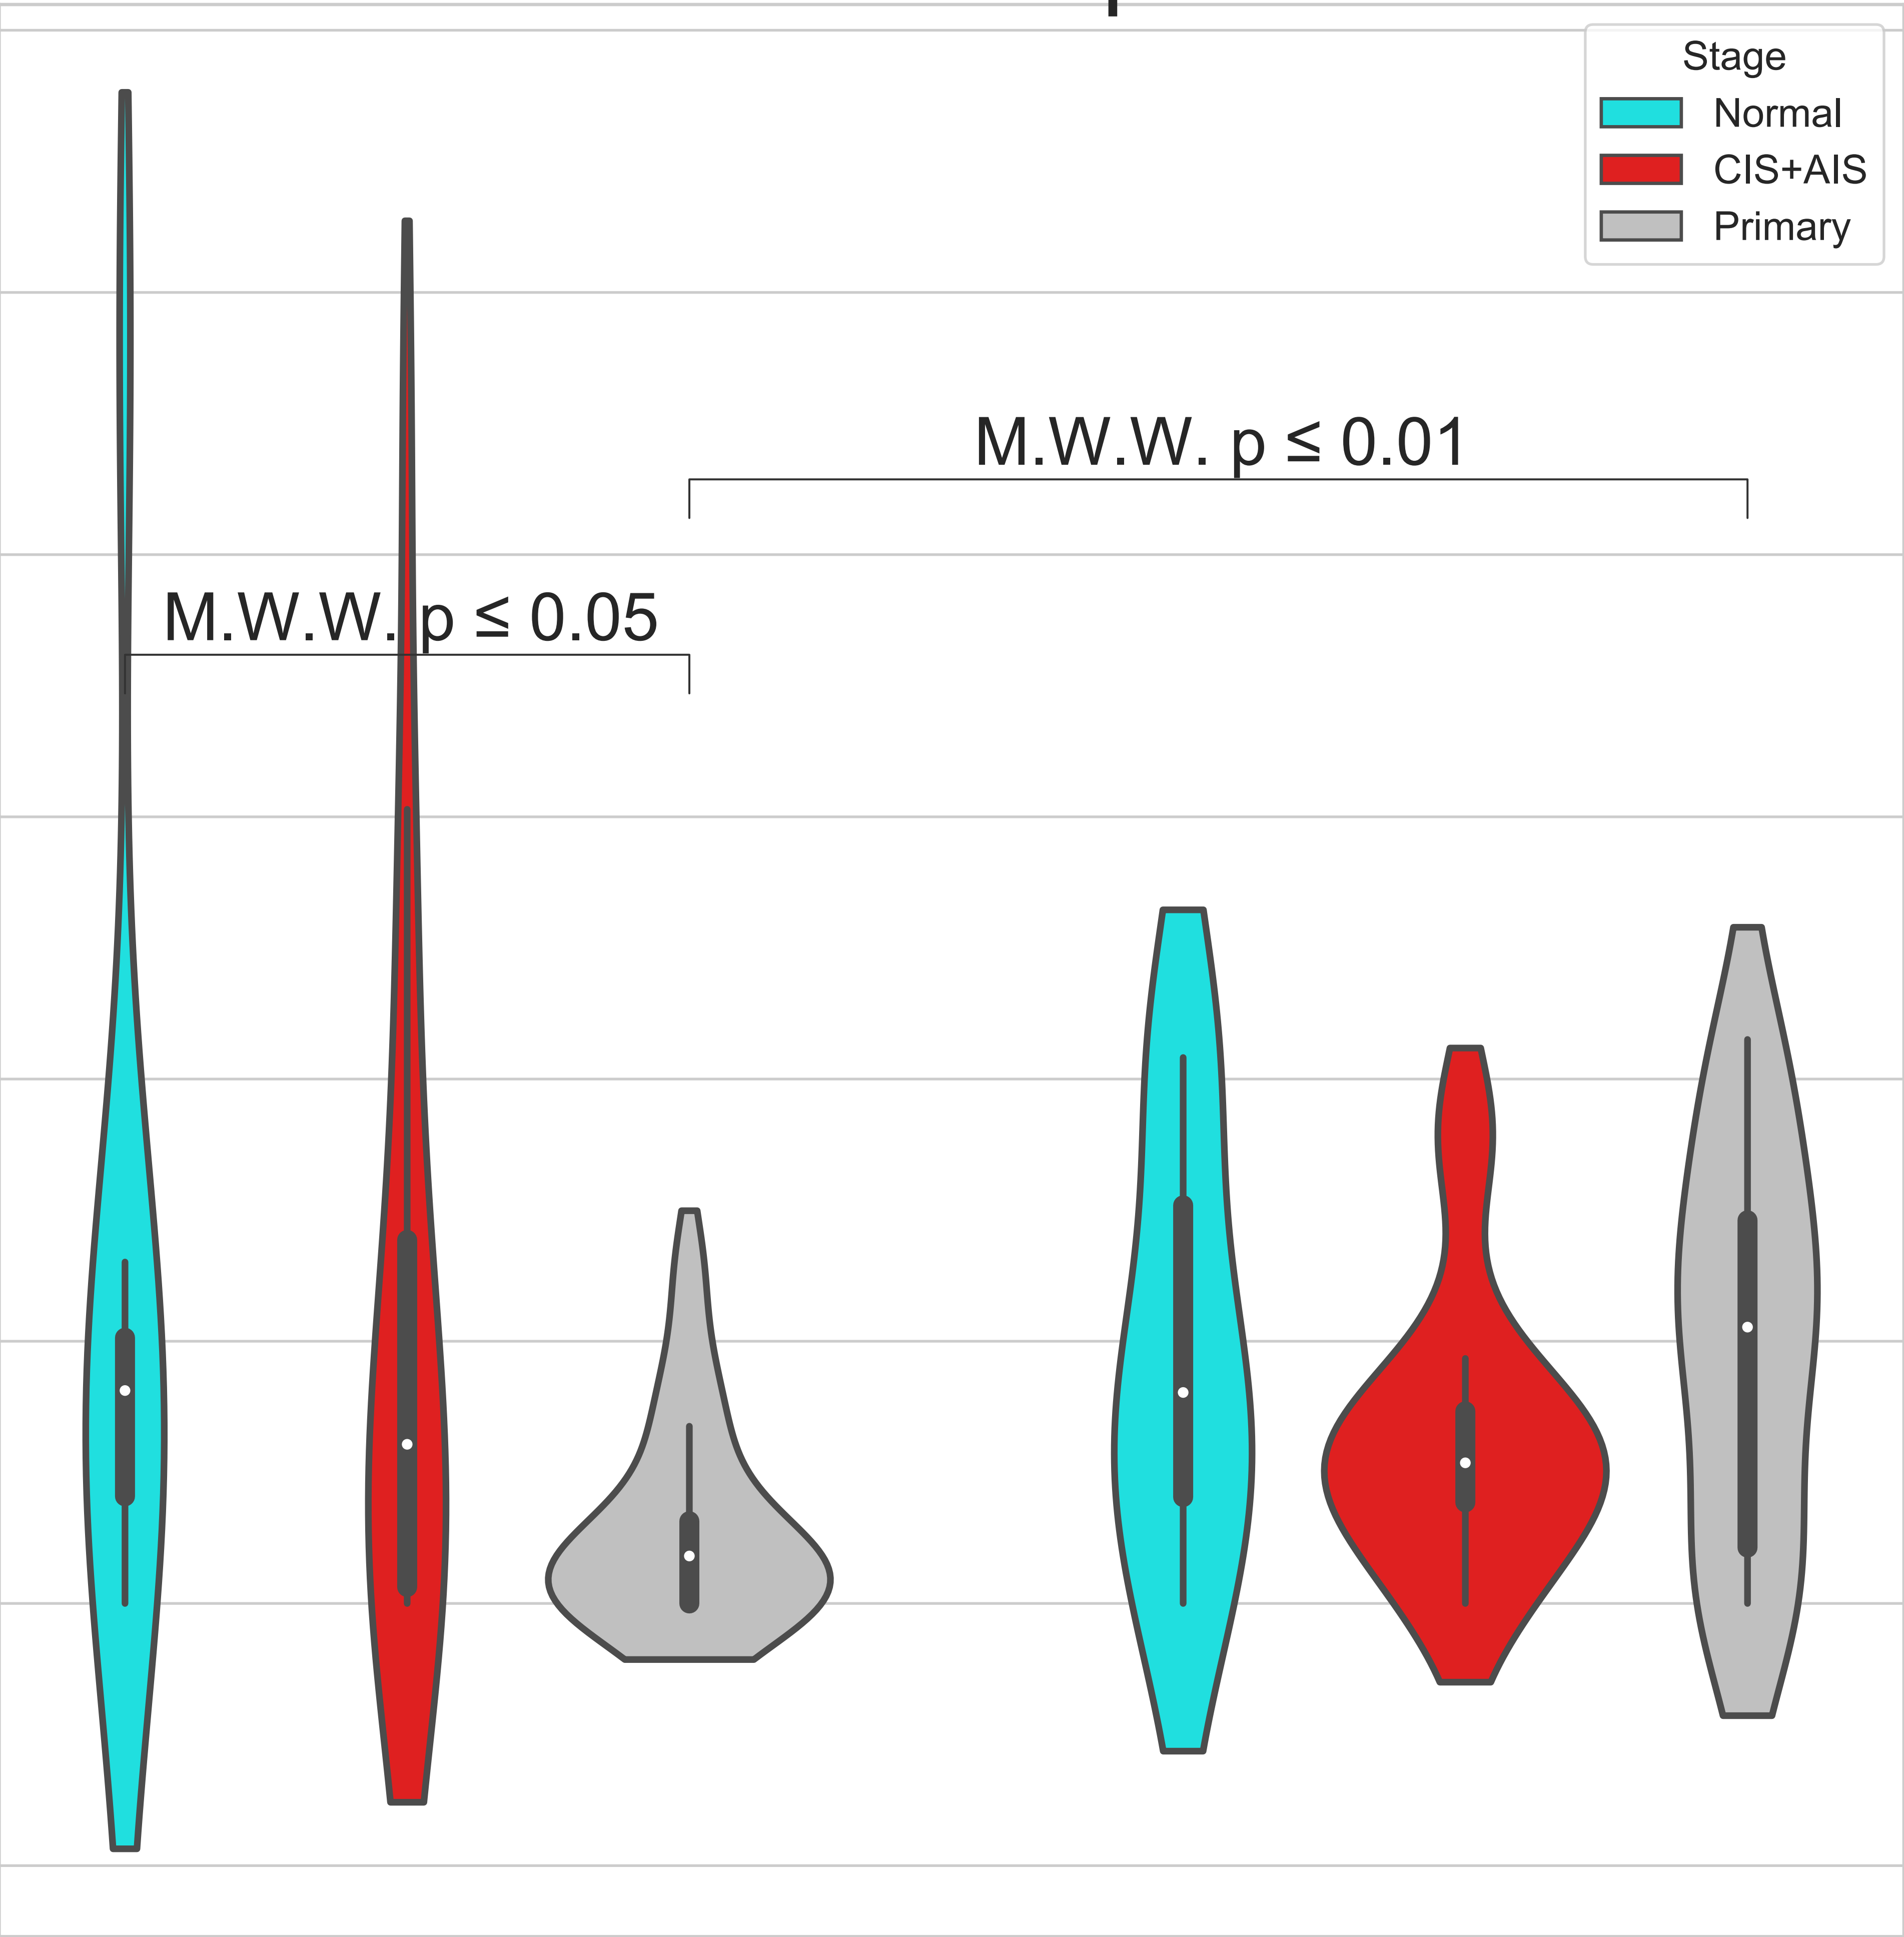 Stage
Normal
CIS+AIS
Primary
M.W.W. p ≤ 0.01
M.W.W. p ≤ 0.05